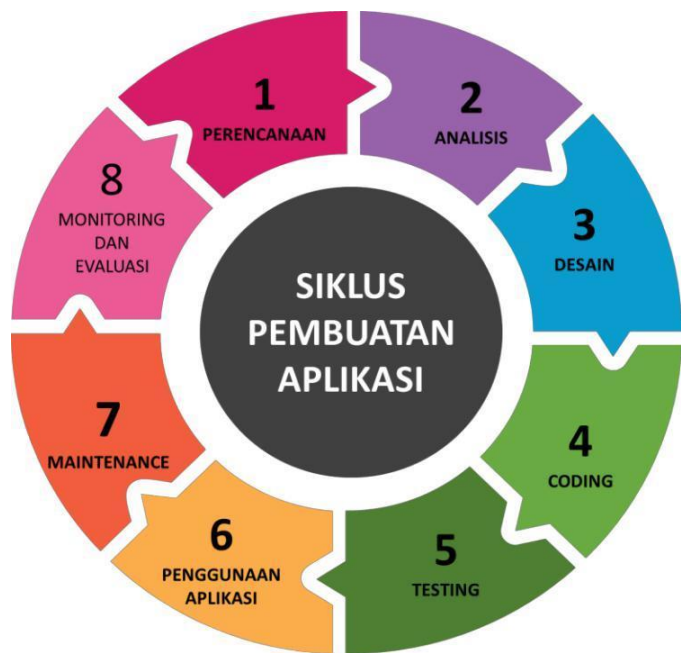 SIKLUS
PEMBUATAN
APLIKASI
1
PERENCANAAN
2
ANALISIS
3
DESAIN
4
CODING
5
TESTING
6
PENGGUNAAN
APLIKASI
7
MAINTENANCE
8
MONITORING
DAN
EVALUASI